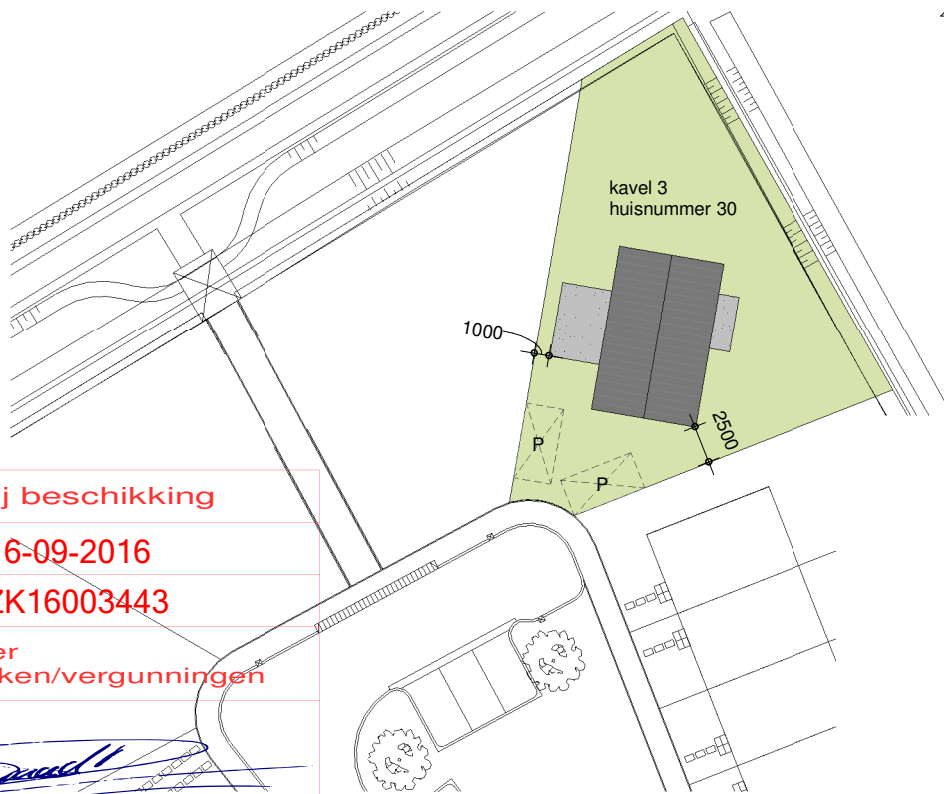 kavel 3
huisnummer 30
1000
2500
P
P
j beschikking
6-09-2016
ZK16003443
er
ken/vergunningen